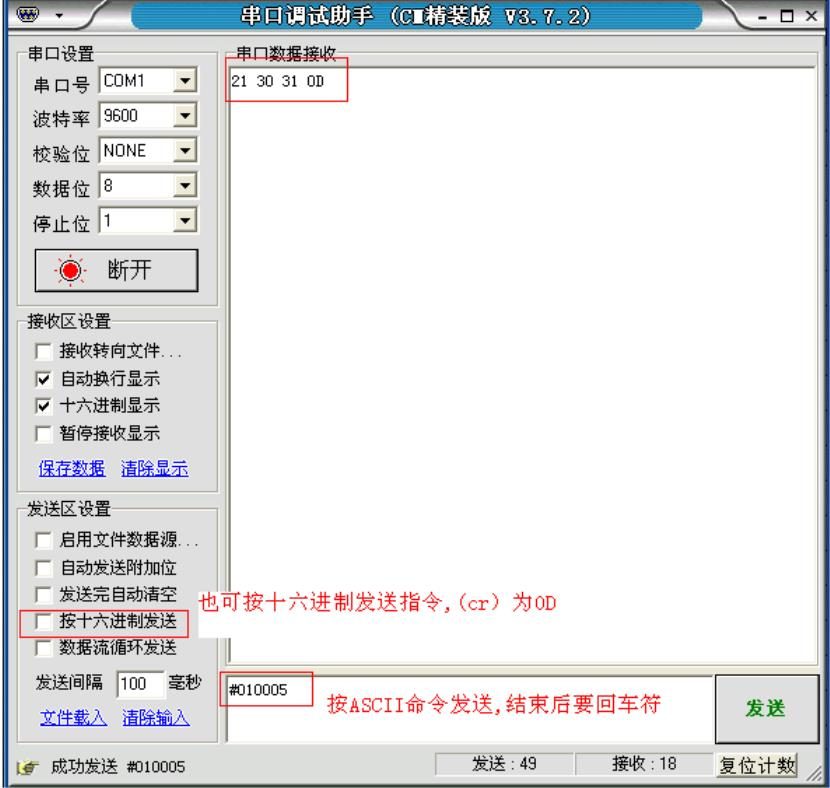 串口调试助手 (CM精装版 V3.7.2)
串口设置
串口号 COM1
波特率 9600
校验位 NONE
数据位 8
停止位 1
断开
接收区设置
接收转向文件...
自动换行显示
十六进制显示
暂停接收显示
保存数据 清除显示
发送区设置
启用文件数据源...
自动发送附加位
发送完自动清空
按十六进制发送
数据流循环发送
发送间隔 100 毫秒
文件载入 清除输入
串口数据接收
21 30 31 0D
也可按十六进制发送指令,(cr) 为0D
#010005
按ASCII命令发送,结束后要回车符
发送
成功发送 #010005
发送:49
接收:18
复位计数